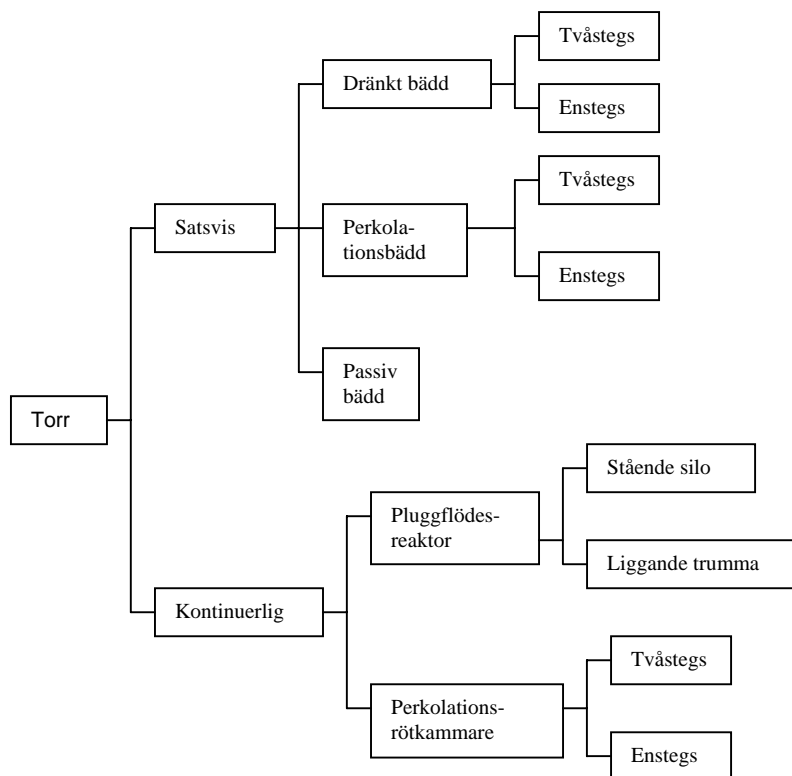 Tvåstegs
Dränkt bädd
Enstegs
Tvåstegs
Satsvis
Perkola-
tionsbädd
Enstegs
Passiv
bädd
Torr
Stående silo
Pluggflödes-
reaktor
Liggande trumma
Kontinuerlig
Tvåstegs
Perkolations-
rötkammare
Enstegs